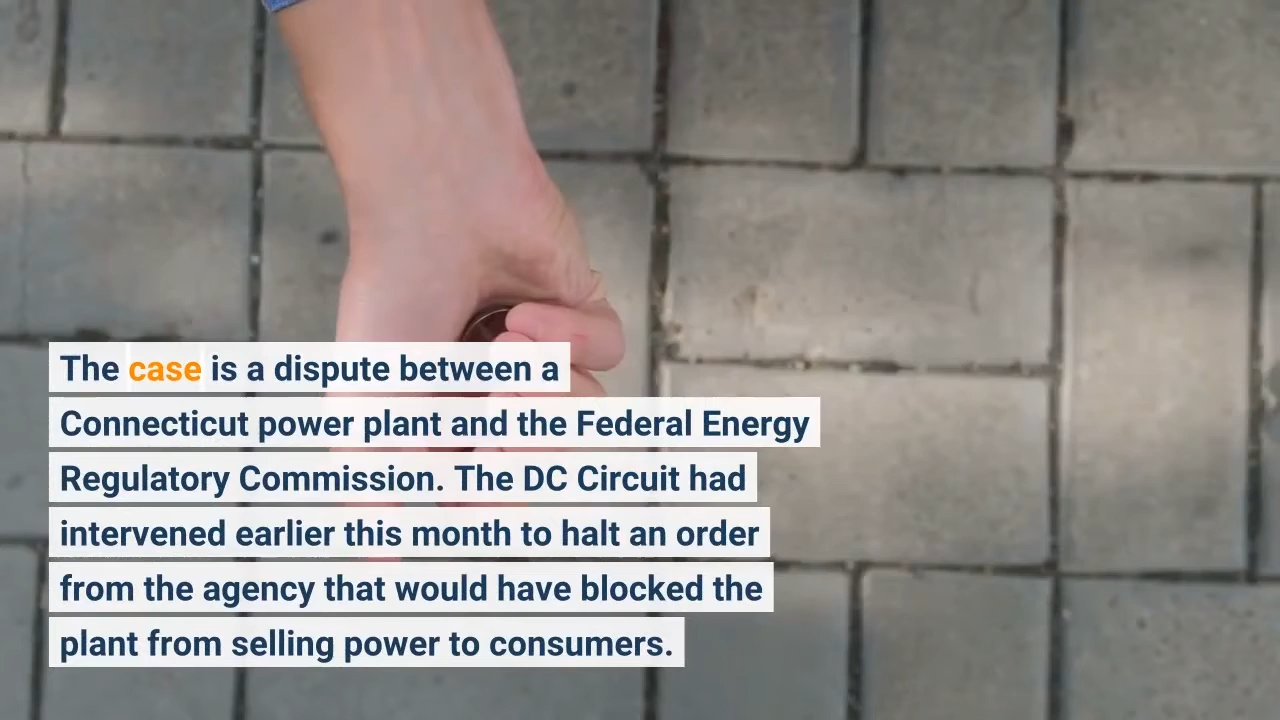 The case is a dispute between a
Connecticut power plant and the Federal Energy
Regulatory Commission. The DC Circuit had
intervened earlier this month to halt an order
from the agency that would have blocked the
plant from selling power to consumers.